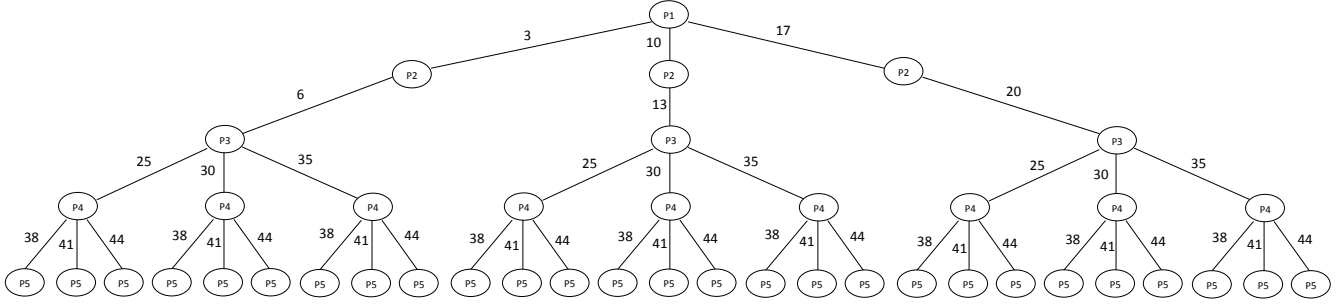 P1
3 10 17
P2 P2 P2
6 13 20
P3 P3 P3
25 30 35 25 30 35 25 30 35
P4 P4 P4 P4 P4 P4 P4 P4 P4
38 41 44 38 41 44 38 41 44 38 41 44 38 41 44 38 41 44 38 41 44 38 41 44 38 41 44
P5 P5 P5 P5 P5 P5 P5 P5 P5 P5 P5 P5 P5 P5 P5 P5 P5 P5 P5 P5 P5 P5 P5 P5 P5 P5 P5